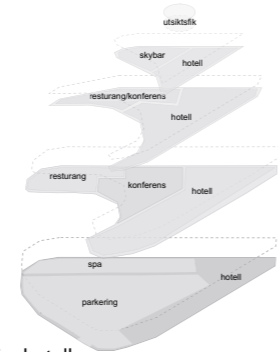 utsiktsfik
skybar
hotell
resturang/konferens
hotell
resturang
konferens
hotell
spa
hotell
parkering